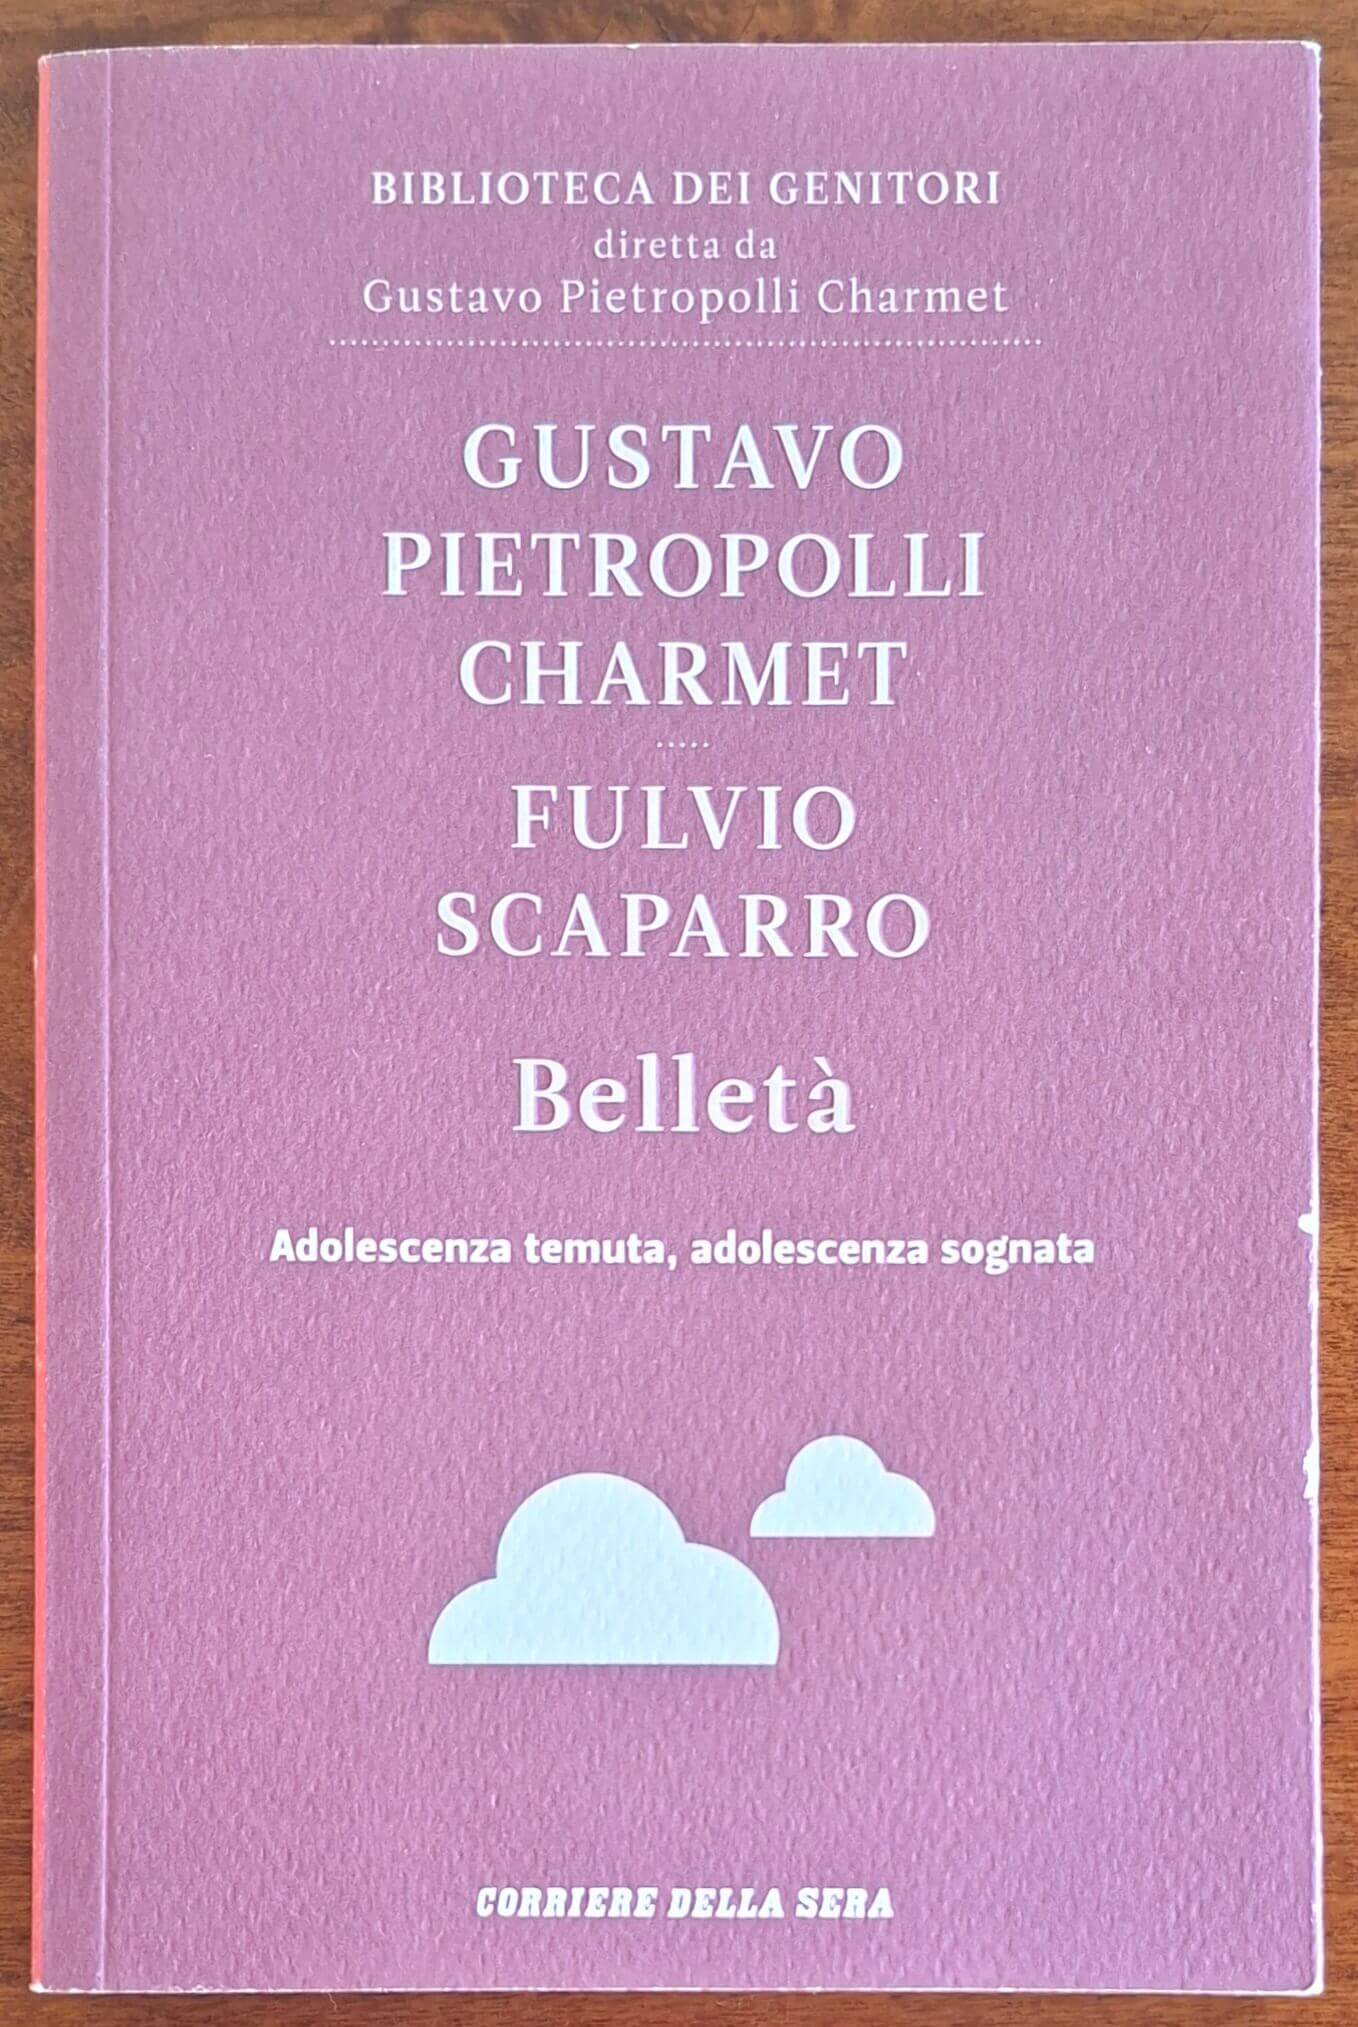 BIBLIOTECA DEI GENITORI
diretta da
Gustavo Pietropolli Charmet
GUSTAVO
PIETROPOLLI
CHARMET
FULVIO
SCAPARRO
Belletà
Adolescenza temuta, adolescenza sognata
CORRIERE DELLA SERA